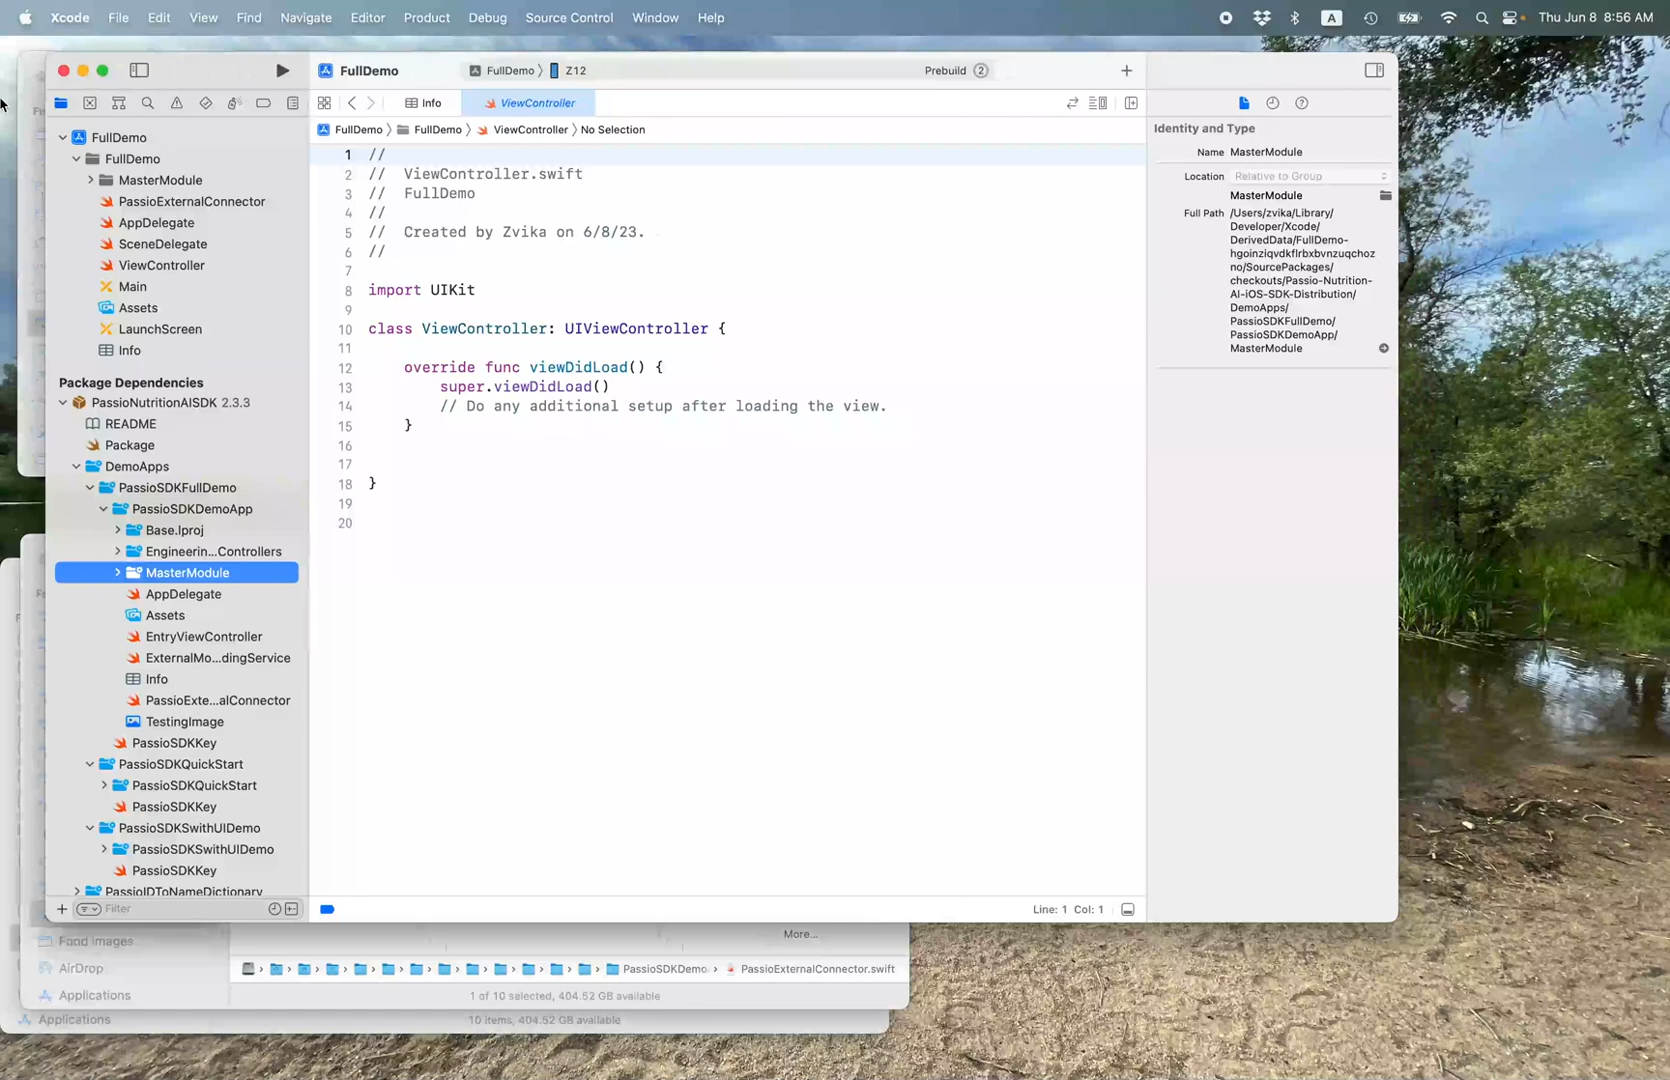 Xcode File Edit View Find Navigate Editor Product Debug Source Control Window Help
A
Thu Jun 8 8:56 AM
FullDemo
FullDemo
Z12
Prebuild
2
Info
ViewController
FullDemo
FullDemo
ViewController
No Selection
FullDemo
FullDemo
MasterModule
PassioExternalConnector
AppDelegate
SceneDelegate
ViewController
Main
Assets
LaunchScreen
Info
Package Dependencies
PassioNutritionAISDK 2.3.3
README
Package
DemoApps
PassioSDKFullDemo
PassioSDKDemoApp
Base.lproj
Engineerin...Controllers
MasterModule
AppDelegate
Assets
EntryViewController
ExternalMo...dingService
Info
PassioExte...alConnector
TestingImage
PassioSDKKey
PassioSDKQuickStart
PassioSDKQuickStart
PassioSDKKey
PassioSDKSwithUIDemo
PassioSDKSwithUIDemo
PassioSDKKey
PassioIDToNameDictionary
Filter
1 //
2 // ViewController.swift
3 // FullDemo
4 //
5 // Created by Zvika on 6/8/23.
6 //
7
8 import UIKit
9
10 class ViewController: UIViewController {
11
12 override func viewDidLoad() {
13 super.viewDidLoad()
14 // Do any additional setup after loading the view.
15 }
16
17
18 }
19
20
Line: 1 Col: 1
Identity and Type
Name MasterModule
Location Relative to Group
MasterModule
Full Path /Users/zvika/Library/
Developer/Xcode/
DerivedData/FullDemo-
hgoinziqvdkflrbxbvnzuqchoz
no/SourcePackages/
checkouts/Passio-Nutrition-
AI-iOS-SDK-Distribution/
DemoApps/
PassioSDKFullDemo/
PassioSDKDemoApp/
MasterModule
Food Images
AirDrop
Applications
Applications
More...
PassioSDKDemo
PassioExternalConnector.swift
1 of 10 selected, 404.52 GB available
10 items, 404.52 GB available